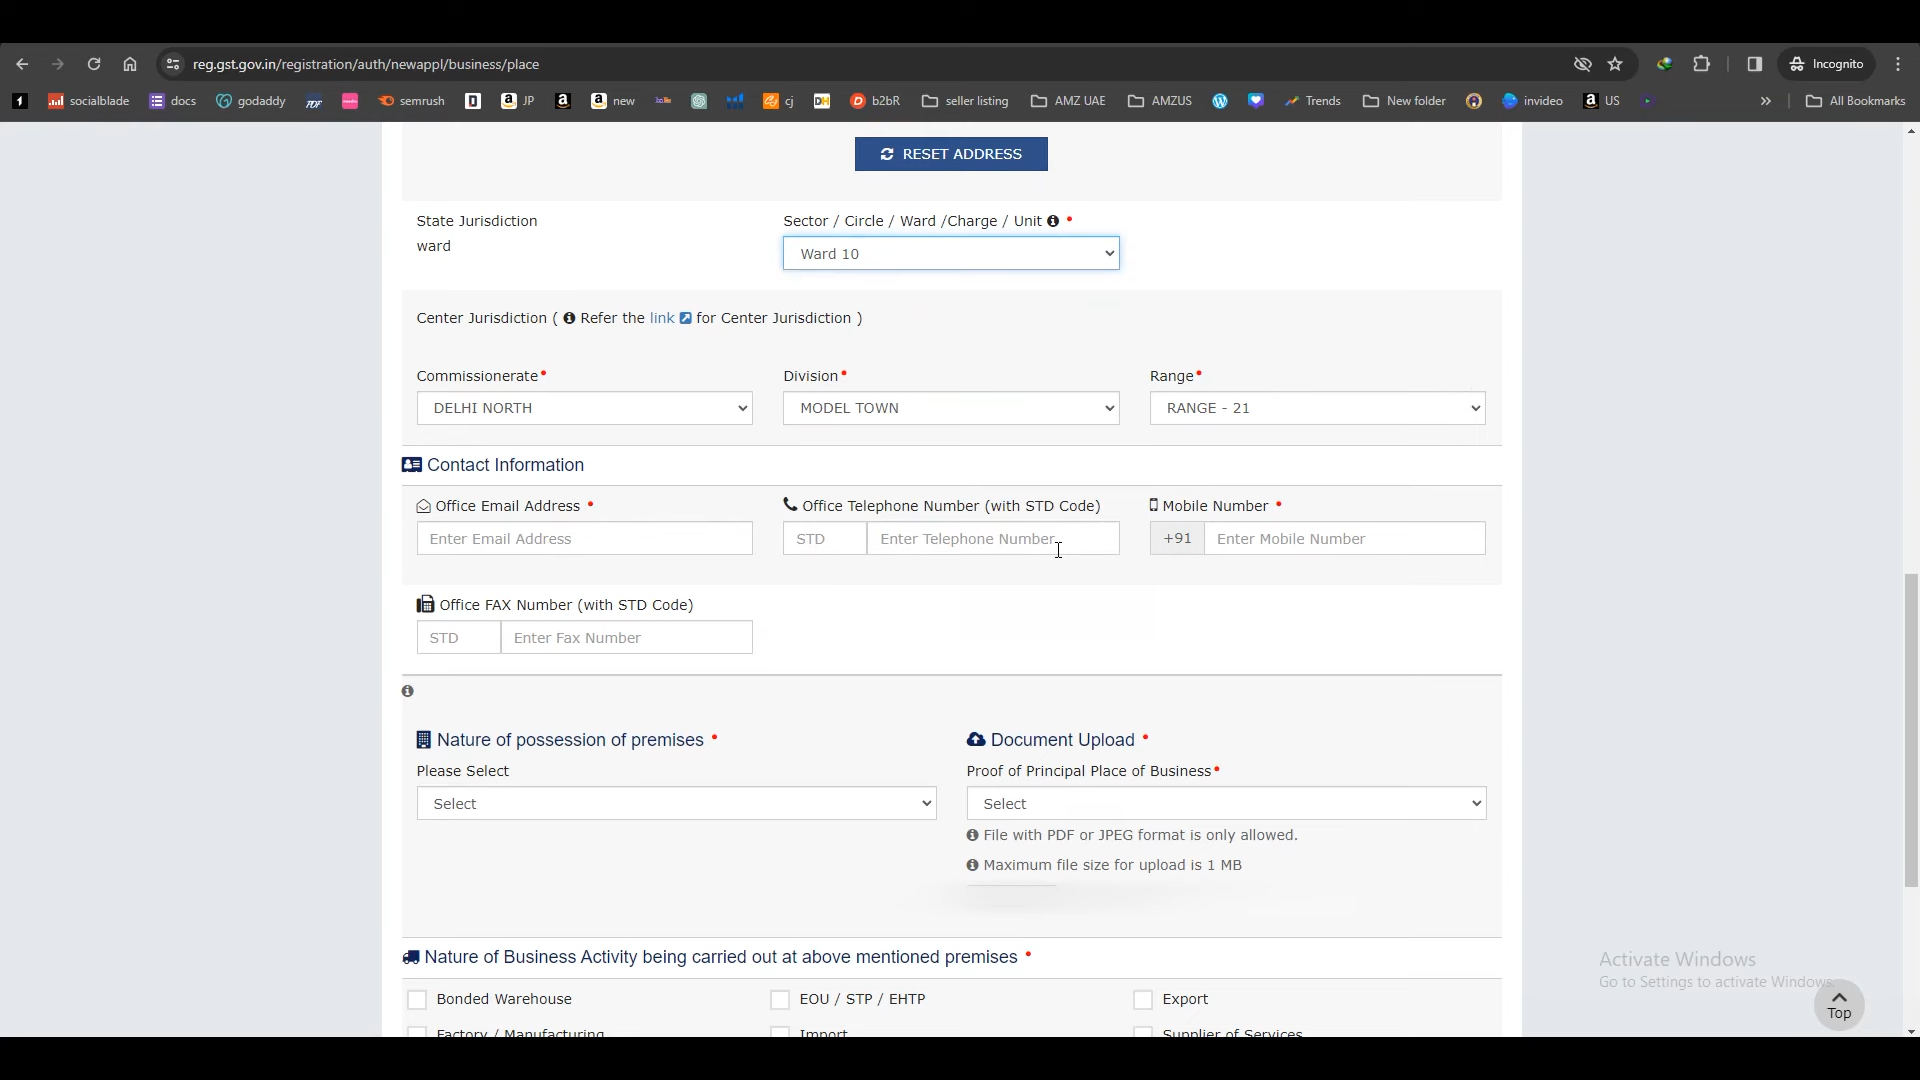 reg.gst.gov.in/registration/auth/newappl/business/place
Incognito
socialblade
docs
godaddy
PDF
semrush
JP
new
cj
b2bR
seller listing
AMZ UAE
AMZUS
Trends
New folder
invideo
US
»
All Bookmarks
RESET ADDRESS
State Jurisdiction
Sector / Circle / Ward /Charge / Unit •
ward
Ward 10
Center Jurisdiction ( Refer the link for Center Jurisdiction )
Commissionerate•
Division•
Range•
DELHI NORTH
MODEL TOWN
RANGE - 21
Contact Information
Office Email Address •
Office Telephone Number (with STD Code)
Mobile Number •
Enter Email Address
STD
Enter Telephone Number
+91
Enter Mobile Number
Office FAX Number (with STD Code)
STD
Enter Fax Number
Nature of possession of premises •
Document Upload •
Please Select
Proof of Principal Place of Business•
Select
Select
File with PDF or JPEG format is only allowed.
Maximum file size for upload is 1 MB
Nature of Business Activity being carried out at above mentioned premises •
Bonded Warehouse
EOU / STP / EHTP
Export
Factory / Manufacturing
Import
Supplier of Services
Activate Windows
Go to Settings to activate Windows.
Top